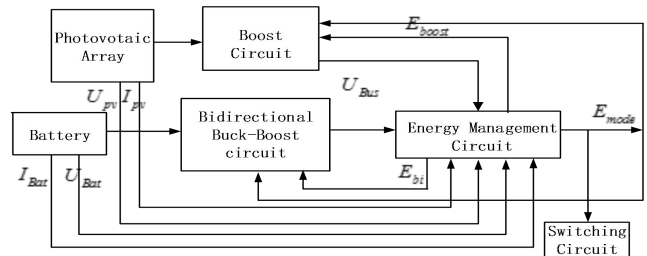 Photovotaic
Array
Boost
Circuit
E_boost
U_pv I_pv
U_Bus
Battery
Bidirectional
Buck-Boost
circuit
Energy Management
Circuit
E_mode
I_Bat U_Bat
E_bi
Switching
Circuit